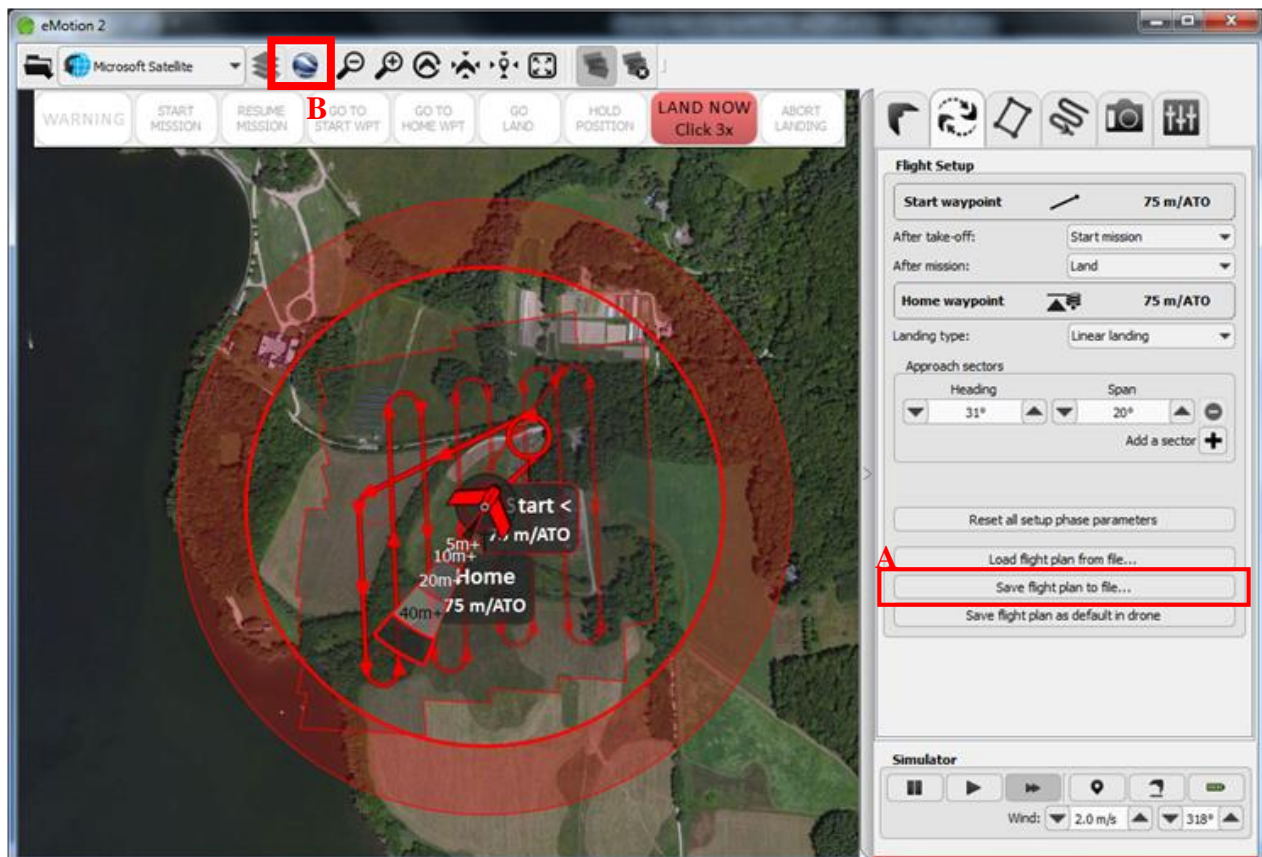 eMotion 2
Microsoft Satellite
B
WARNING
START MISSION
RESUME MISSION
GO TO START WPT
GO TO HOME WPT
GO LAND
HOLD POSITION
LAND NOW
Click 3x
ABORT LANDING
Start <
75 m/ATO
5m+
10m+
20m+
Home
40m+
75 m/ATO
Flight Setup
Start waypoint 75 m/ATO
After take-off: Start mission
After mission: Land
Home waypoint 75 m/ATO
Landing type: Linear landing
Approach sectors
Heading Span
31° 20°
Add a sector
Reset all setup phase parameters
A
Load flight plan from file...
Save flight plan to file...
Save flight plan as default in drone
Simulator
Wind: 2.0 m/s 318°